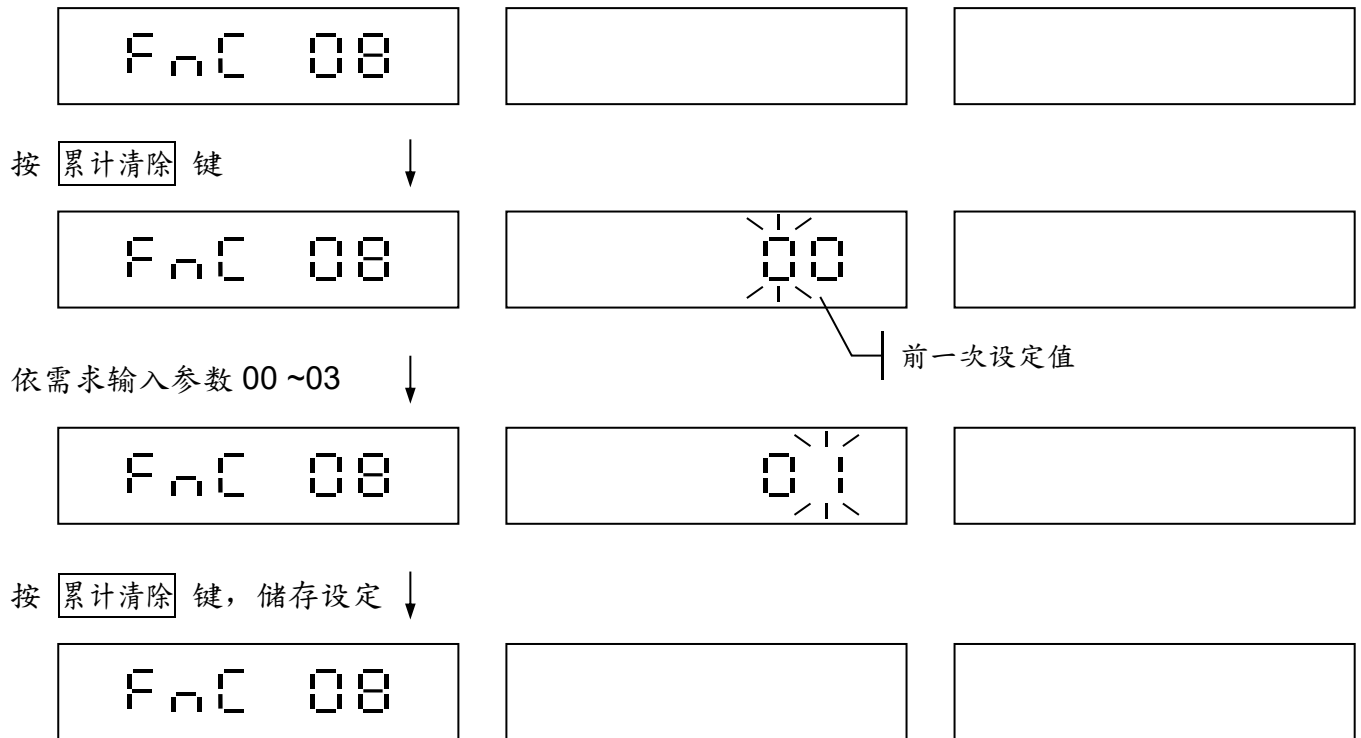 FnC 08
按 累计清除 键
FnC 08 00
前一次设定值
依需求输入参数 00 ~03
FnC 08 01
按 累计清除 键，储存设定
FnC 08